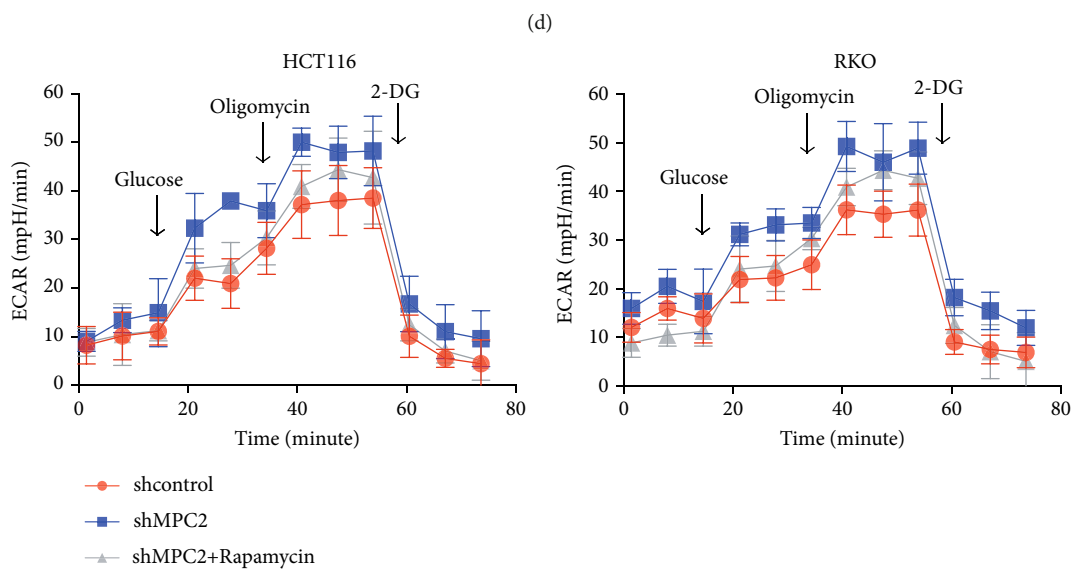 (d)
HCT116
60
50
40
30
20
10
0
ECAR (mpH/min)
Glucose
Oligomycin
2-DG
0
20
40
60
80
Time (minute)
RKO
60
50
40
30
20
10
0
ECAR (mpH/min)
Glucose
Oligomycin
2-DG
0
20
40
60
80
Time (minute)
shcontrol
shMPC2
shMPC2+Rapamycin